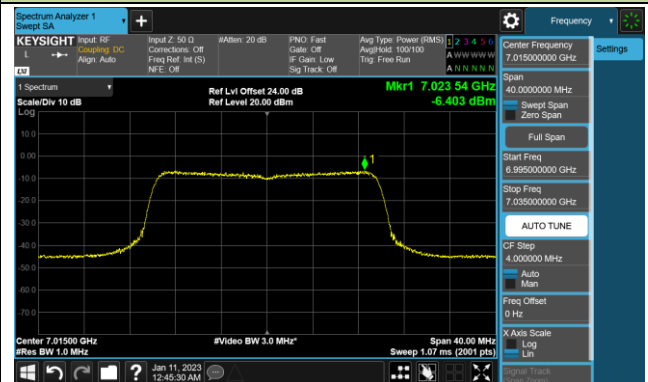 Spectrum Analyzer 1
Swept SA
Frequency
KEYSIGHT
L
LXI
Input: RF
Coupling: DC
Align: Auto
Input Z: 50 Ω
Corrections: Off
Freq Ref: Int (S)
NFE: Off
#Atten: 20 dB
PNO: Fast
Gate: Off
IF Gain: Low
Sig Track: Off
Avg Type: Power (RMS)
Avg|Hold: 100/100
Trig: Free Run
1 2 3 4 5 6
A W W W W W
A N N N N N
1 Spectrum
Scale/Div 10 dB
Log
Ref Lvl Offset 24.00 dB
Ref Level 20.00 dBm
Mkr1 7.023 54 GHz
-6.403 dBm
1
10.0
0.00
-10.0
-20.0
-30.0
-40.0
-50.0
-60.0
-70.0
Center 7.01500 GHz
#Res BW 1.0 MHz
#Video BW 3.0 MHz*
Span 40.00 MHz
Sweep 1.07 ms (2001 pts)
Jan 11, 2023
12:45:30 AM
Center Frequency
7.015000000 GHz
Settings
Span
40.0000000 MHz
Swept Span
Zero Span
Full Span
Start Freq
6.995000000 GHz
Stop Freq
7.035000000 GHz
AUTO TUNE
CF Step
4.000000 MHz
Auto
Man
Freq Offset
0 Hz
X Axis Scale
Log
Lin
Signal Track
(Span Zoom)